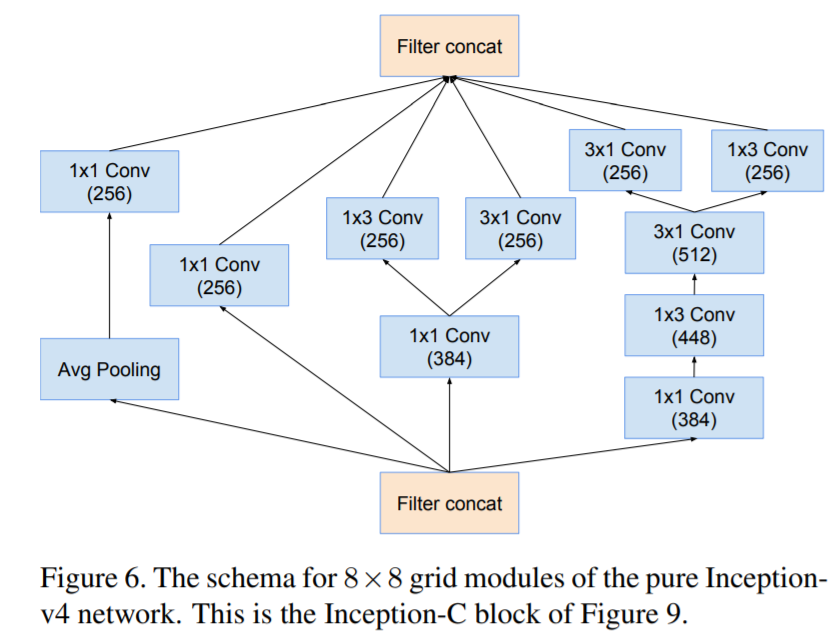 Filter concat
3x1 Conv
(256)
1x3 Conv
(256)
1x1 Conv
(256)
1x3 Conv
(256)
3x1 Conv
(256)
3x1 Conv
(512)
1x1 Conv
(256)
1x3 Conv
(448)
1x1 Conv
(384)
Avg Pooling
1x1 Conv
(384)
Filter concat
Figure 6. The schema for 8 × 8 grid modules of the pure Inception-
v4 network. This is the Inception-C block of Figure 9.